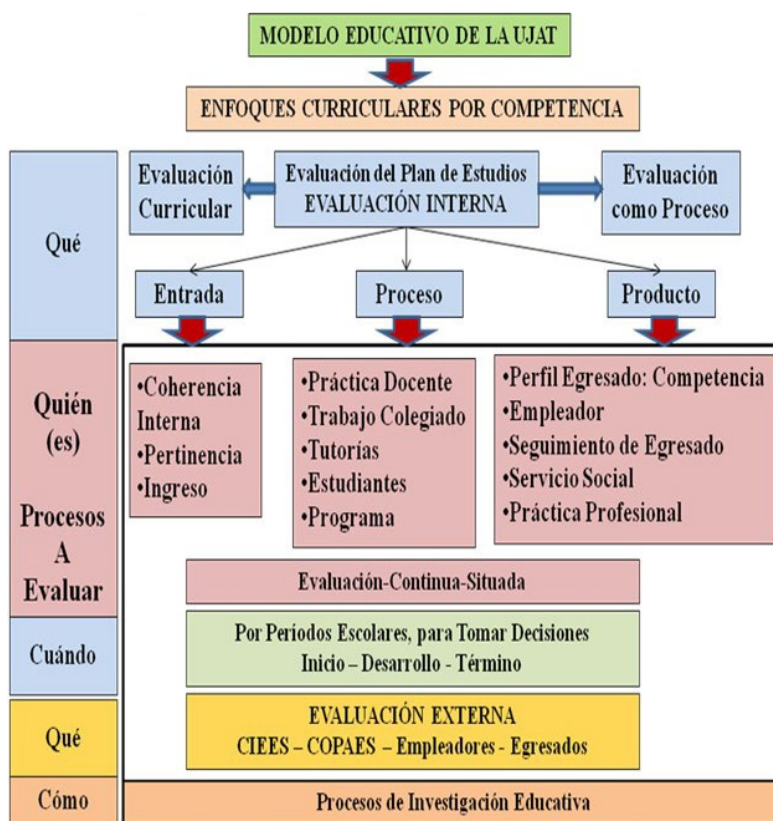 MODELO EDUCATIVO DE LA UJAT
ENFOQUES CURRICULARES POR COMPETENCIA
Qué
Evaluación
Curricular
Evaluación del Plan de Estudios
EVALUACIÓN INTERNA
Evaluación
como Proceso
Entrada
Proceso
Producto
Quién
(es)
Procesos
A
Evaluar
•Coherencia
Interna
•Pertinencia
•Ingreso
•Práctica Docente
•Trabajo Colegiado
•Tutorías
•Estudiantes
•Programa
•Perfil Egresado: Competencia
•Empleador
•Seguimiento de Egresado
•Servicio Social
•Práctica Profesional
Evaluación-Continua-Situada
Cuándo
Por Períodos Escolares, para Tomar Decisiones
Inicio – Desarrollo - Término
Qué
EVALUACIÓN EXTERNA
CIEES – COPAES – Empleadores - Egresados
Cómo
Procesos de Investigación Educativa